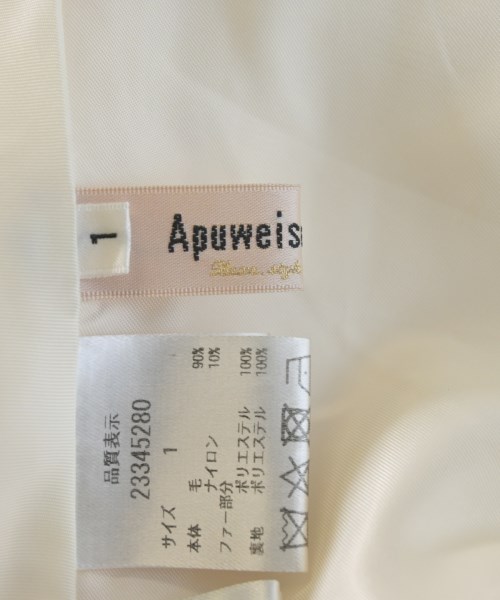 1
Apuweis
品質表示
23345280
サイズ 1
本体 毛 90%
ナイロン 10%
ファー部分 ポリエステル 100%
裏地 ポリエステル 100%